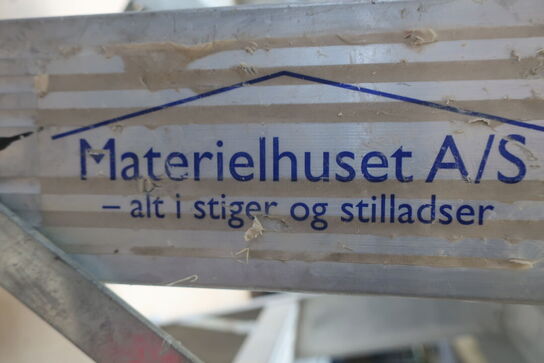 Materielhuset A/S
– alt i stiger og stilladser